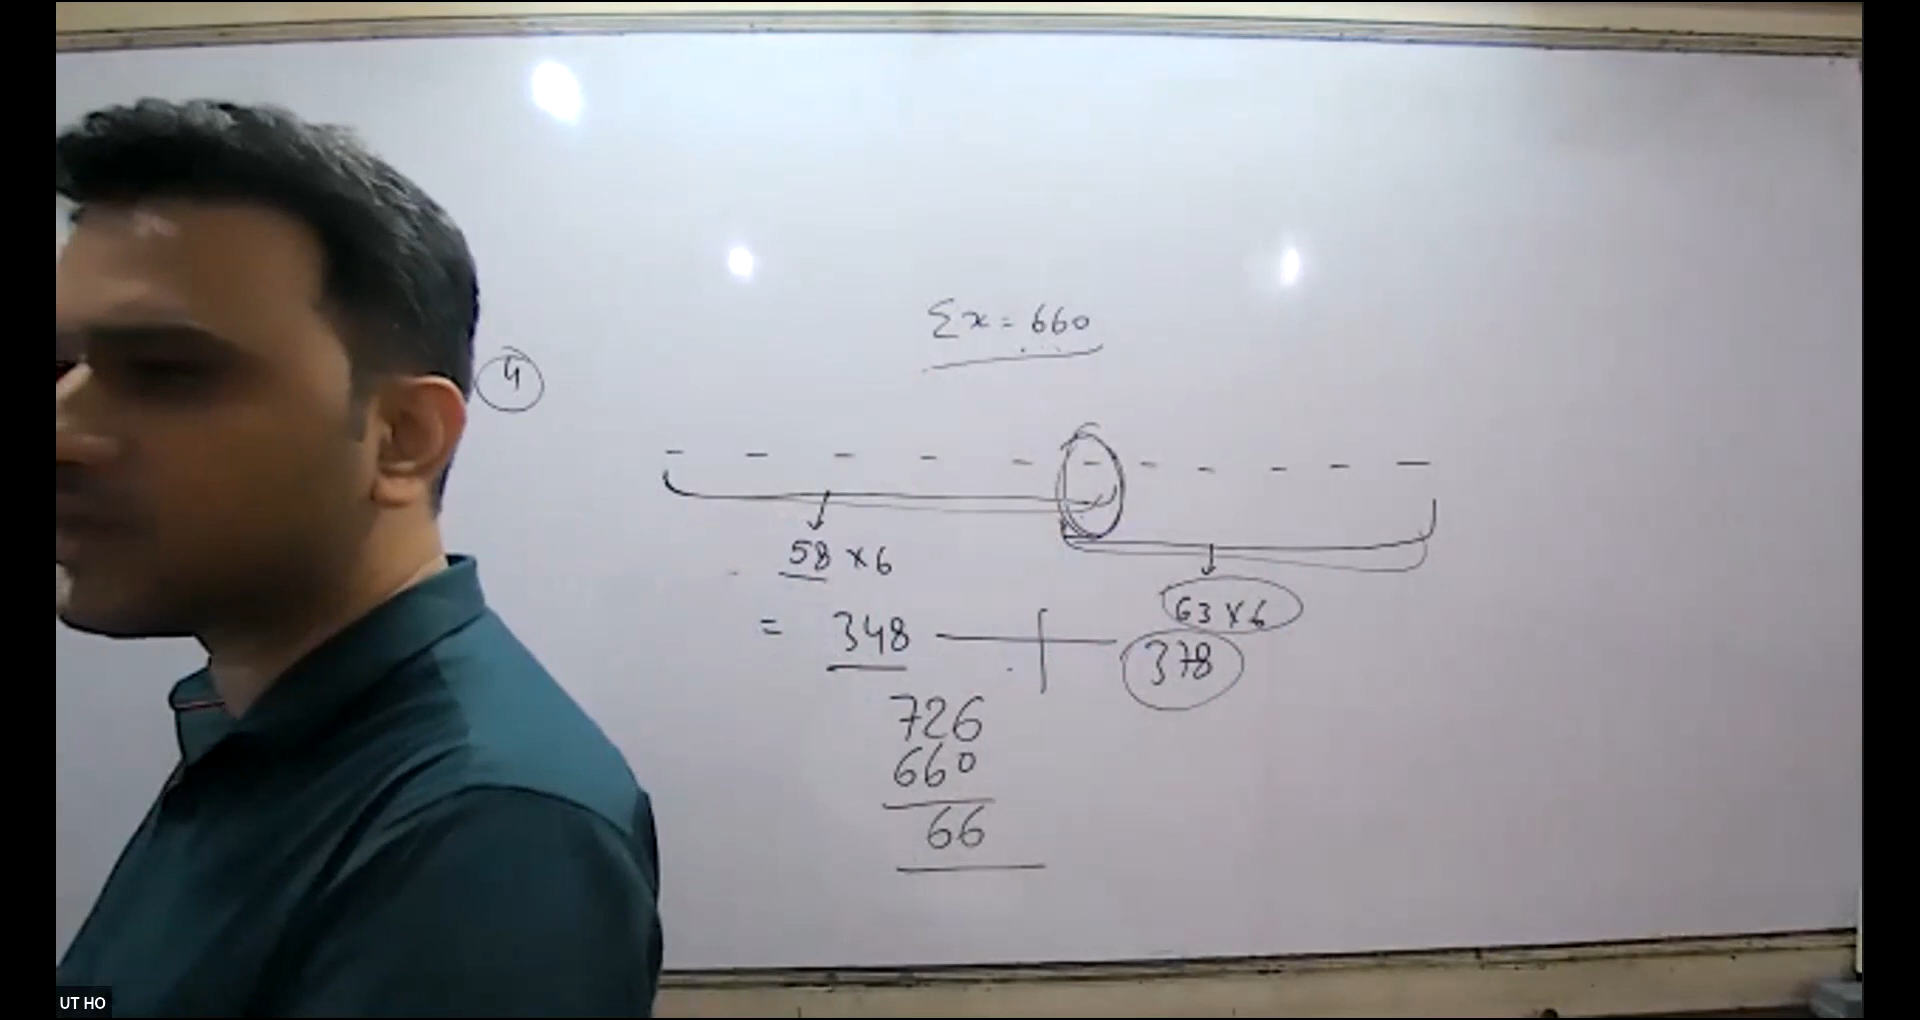 4
Σx = 660
58 × 6
63 × 6
= 348 + 378
726
660
66
UT HO